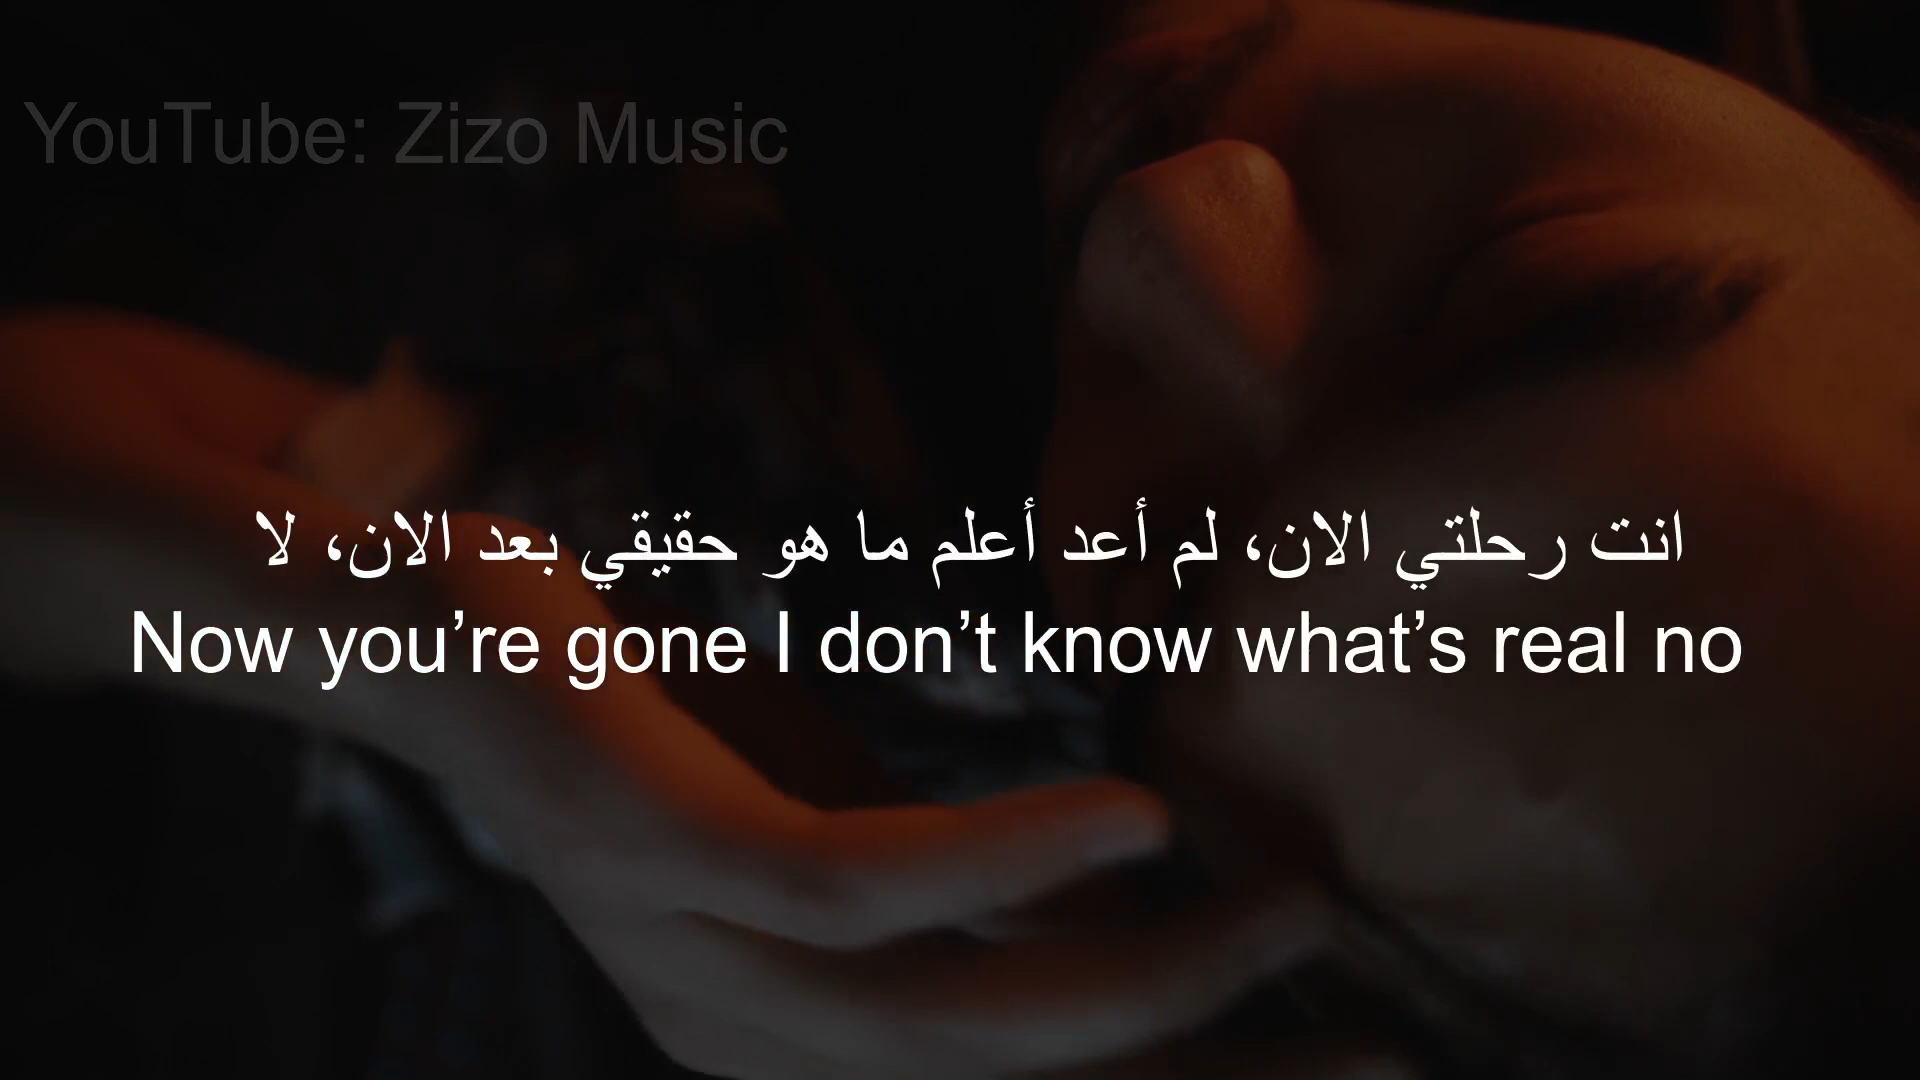 YouTube: Zizo Music
انت رحلتي الان، لم أعد أعلم ما هو حقيقي بعد الان، لا
Now you’re gone I don’t know what’s real no